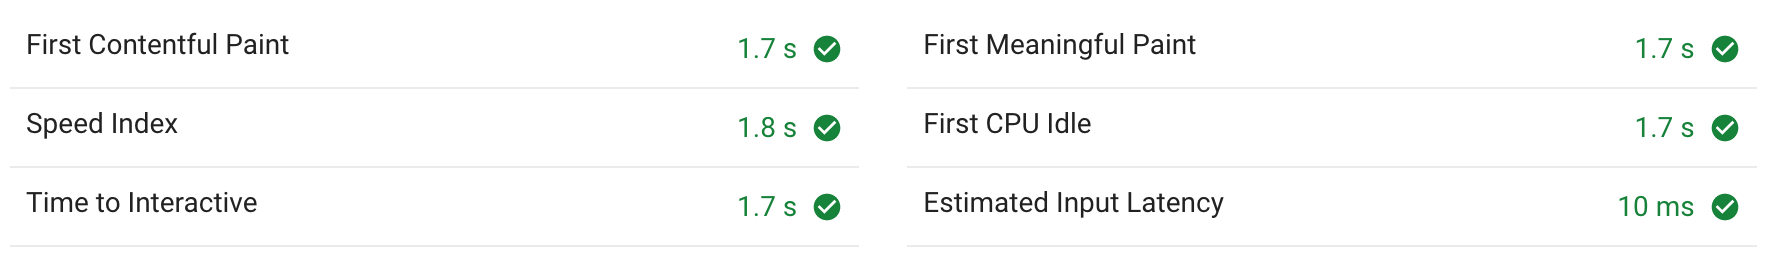 First Contentful Paint 1.7 s
First Meaningful Paint 1.7 s
Speed Index 1.8 s
First CPU Idle 1.7 s
Time to Interactive 1.7 s
Estimated Input Latency 10 ms